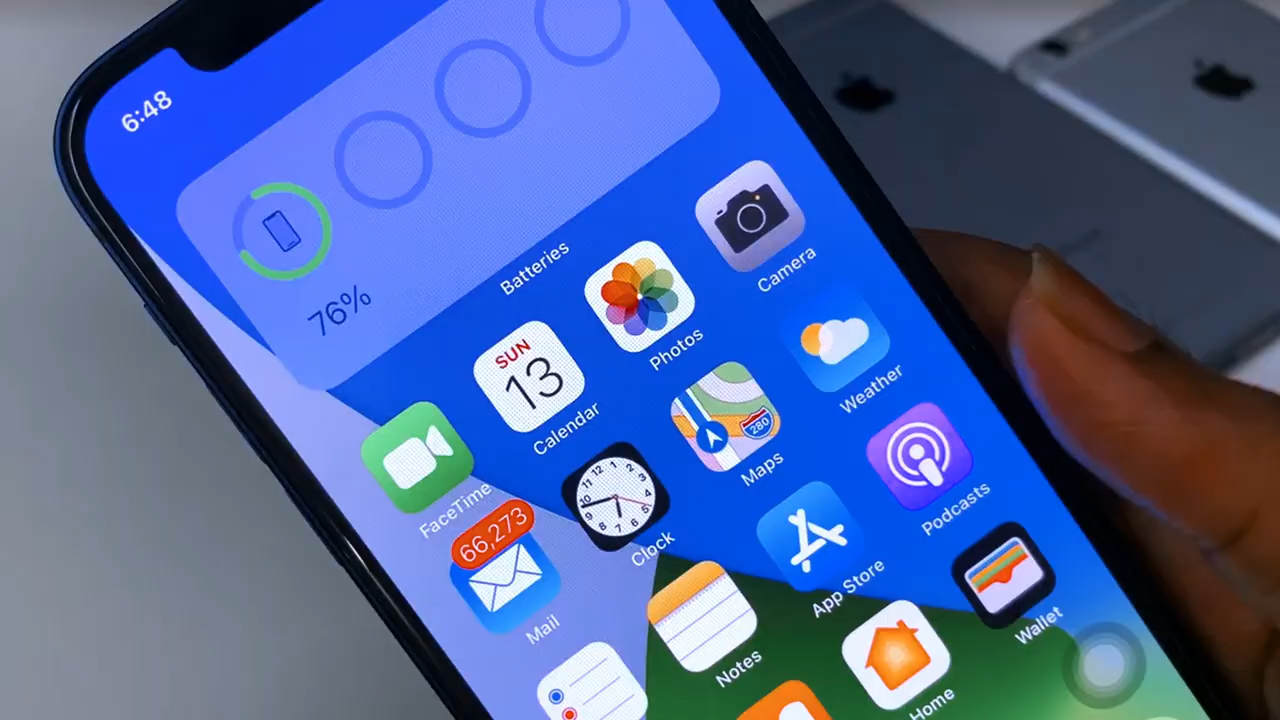 6:48
76%
Batteries
FaceTime
SUN
13
Calendar
Photos
Camera
66,273
Mail
Clock
280
Maps
Weather
Notes
App Store
Podcasts
Home
Wallet